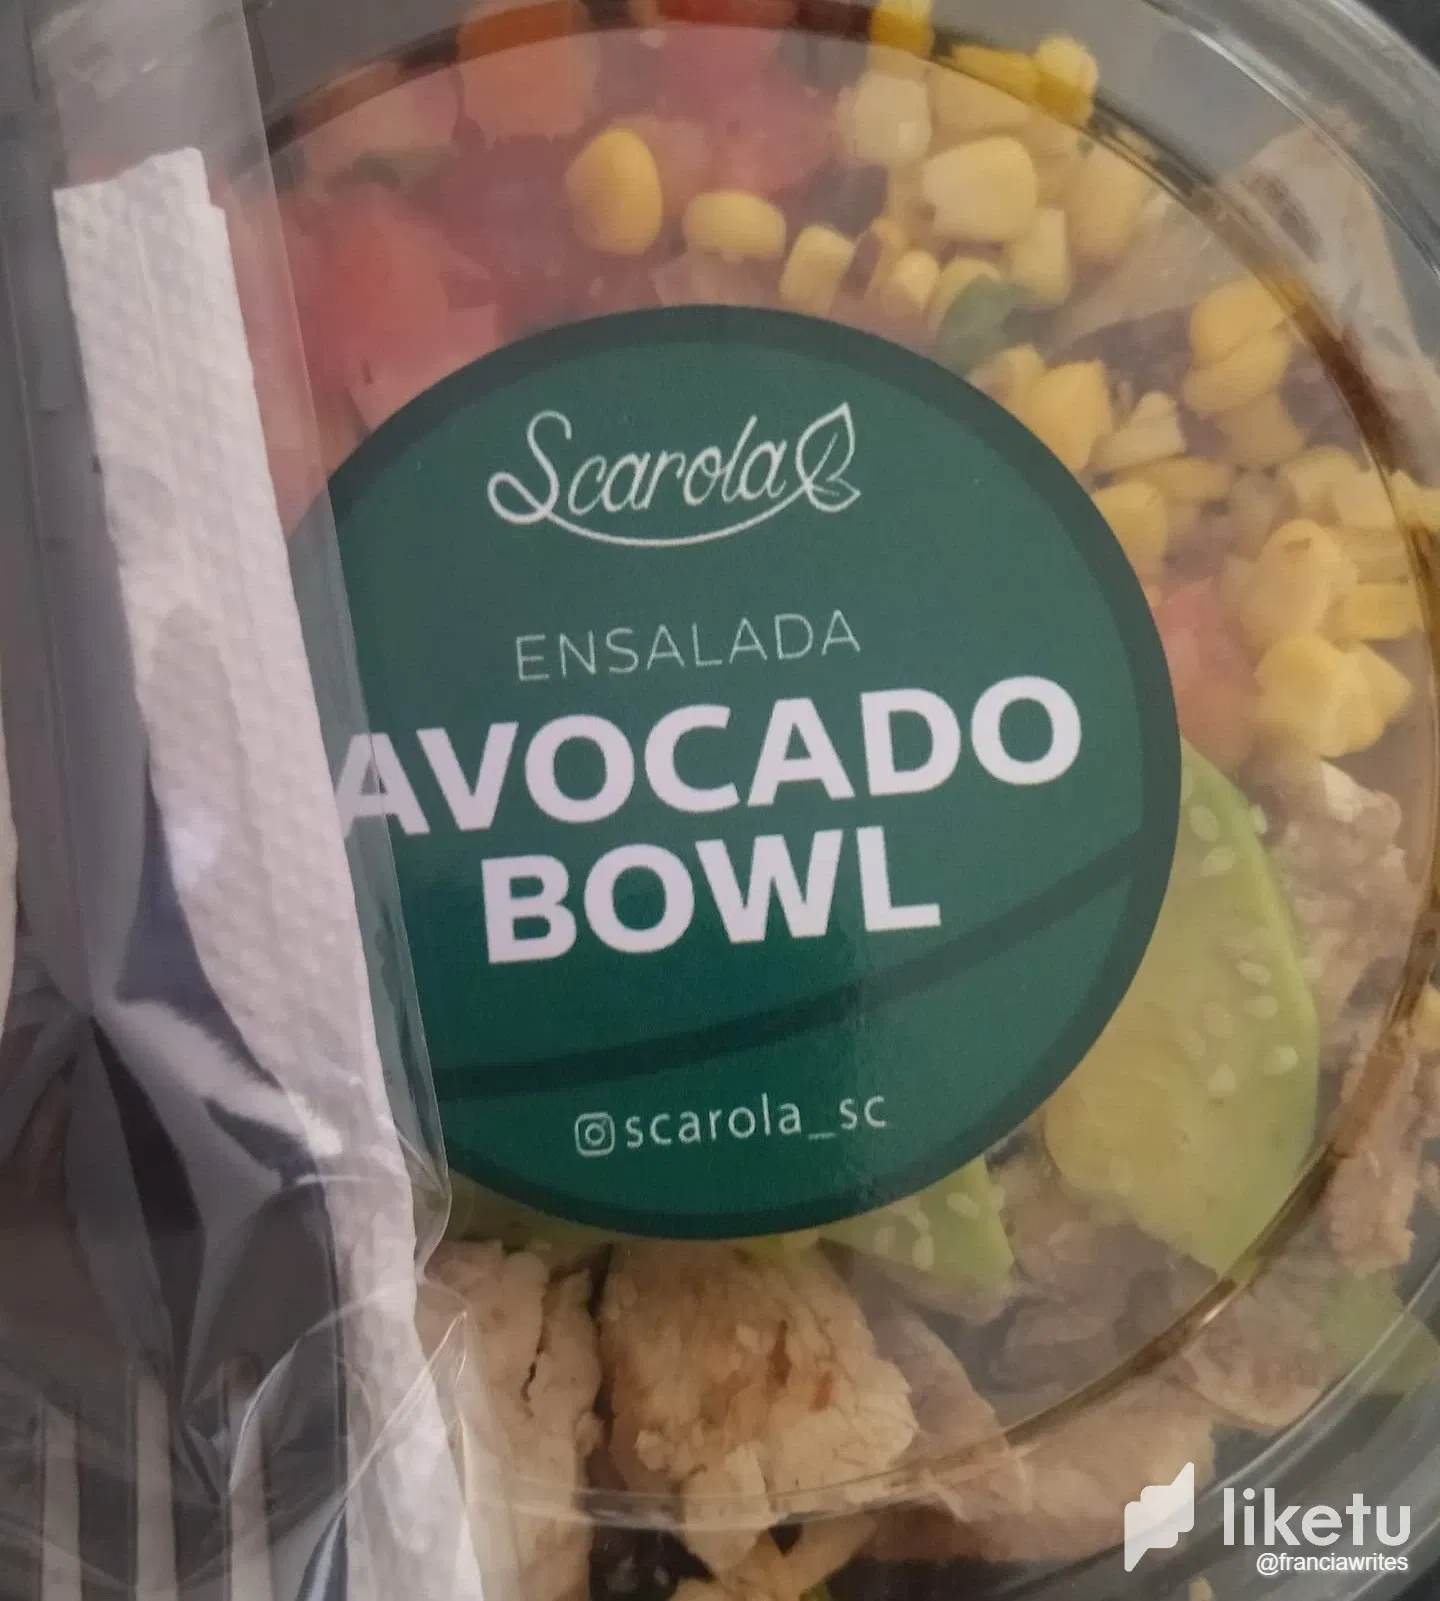 Scarola
ENSALADA
AVOCADO
BOWL
@scarola_sc
liketu
@franciawrites